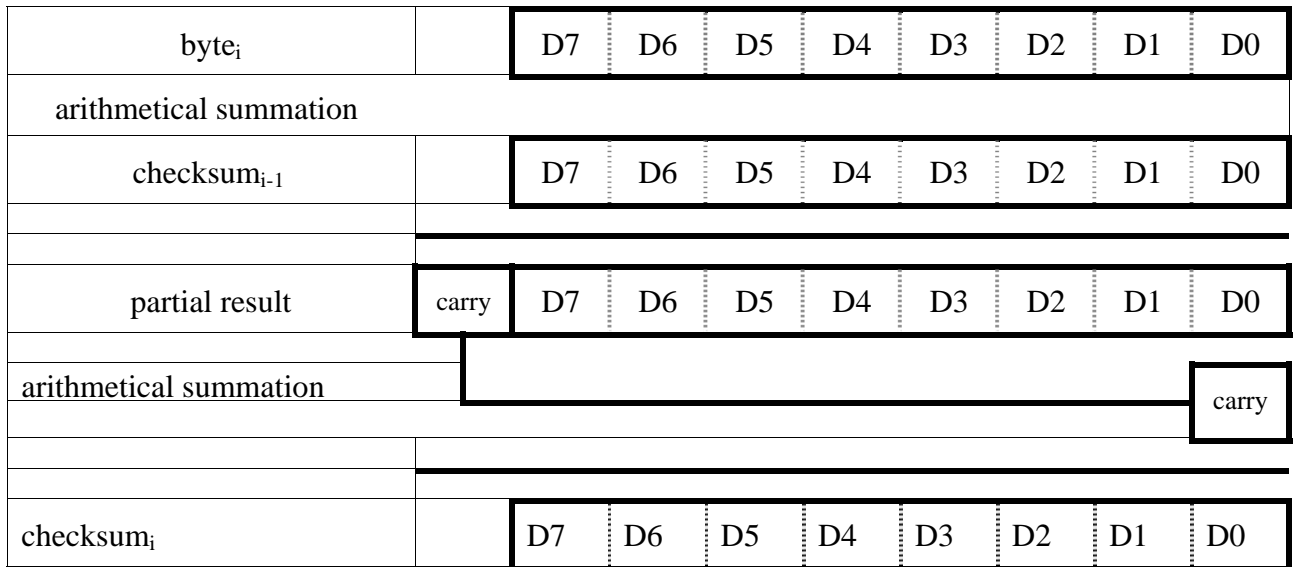 byteᵢ D7 D6 D5 D4 D3 D2 D1 D0
arithmetical summation
checksumᵢ₋₁ D7 D6 D5 D4 D3 D2 D1 D0
partial result carry D7 D6 D5 D4 D3 D2 D1 D0
arithmetical summation carry
checksumᵢ D7 D6 D5 D4 D3 D2 D1 D0